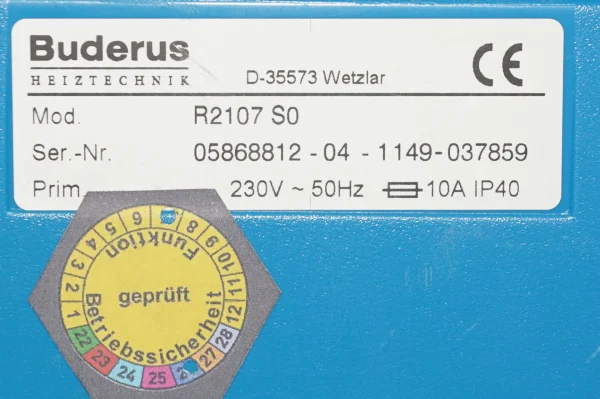 Buderus
HEIZTECHNIK
D-35573 Wetzlar
CE
Mod. R2107 S0
Ser.-Nr. 05868812 - 04 - 1149-037859
Prim. 230V ~ 50Hz 10A IP40
Funktion
geprüft
Betriebssicherheit
1 2 3 4 5 6 8 9 10 11 12
22 23 24 25 27 28